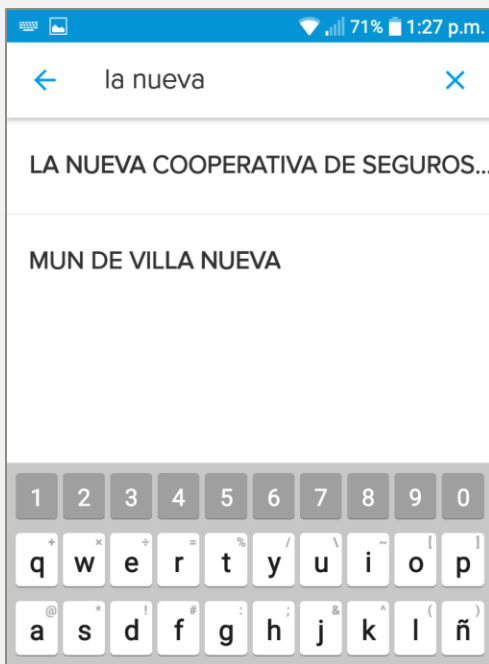 71% 1:27 p.m.
la nueva
LA NUEVA COOPERATIVA DE SEGUROS...
MUN DE VILLA NUEVA
1 2 3 4 5 6 7 8 9 0
+ × ÷ = % / \ ~ [ ]
q w e r t y u i o p
@ * ! # : ; & ^ ( )
a s d f g h j k l ñ